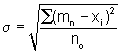 σ = √(Σ(mₙ − xᵢ)² / nₒ)